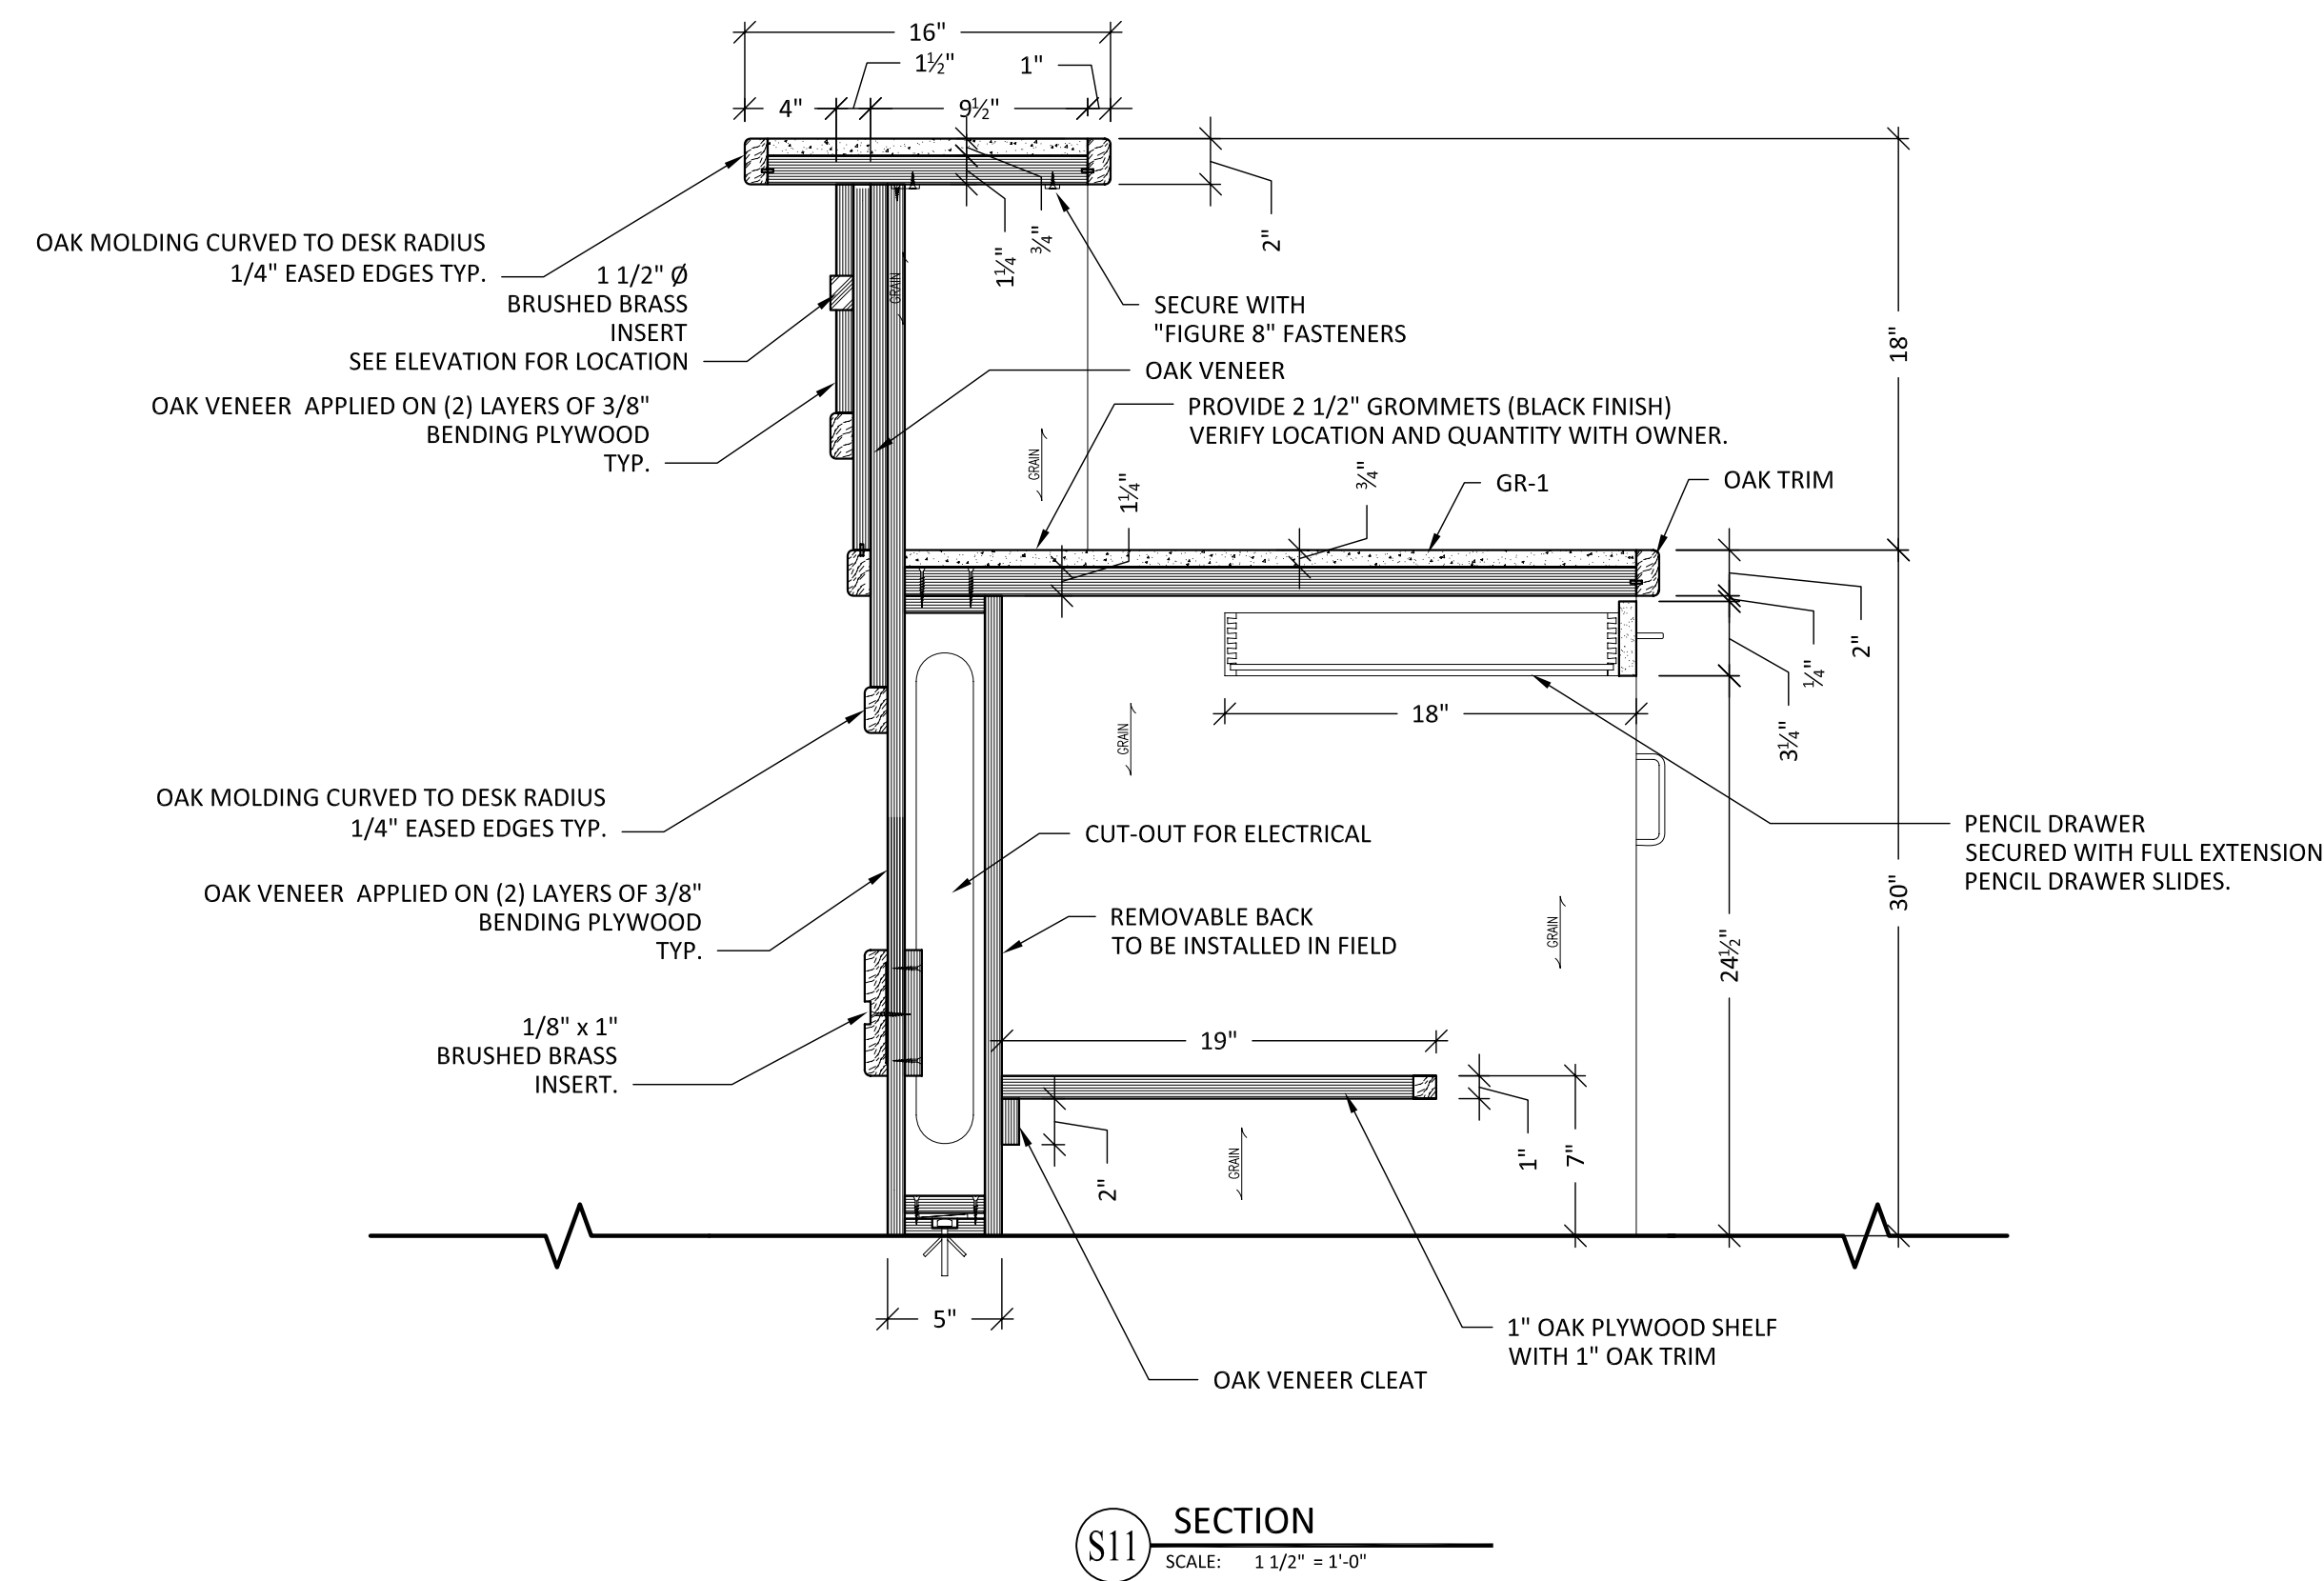 16"
1½"
1"
4"
9½"
OAK MOLDING CURVED TO DESK RADIUS
1/4" EASED EDGES TYP.
1 1/2" Ø
BRUSHED BRASS
INSERT
SEE ELEVATION FOR LOCATION
OAK VENEER APPLIED ON (2) LAYERS OF 3/8"
BENDING PLYWOOD
TYP.
GRAIN
1¼"
¾"
2"
SECURE WITH
"FIGURE 8" FASTENERS
OAK VENEER
PROVIDE 2 1/2" GROMMETS (BLACK FINISH)
VERIFY LOCATION AND QUANTITY WITH OWNER.
18"
GRAIN
1¼"
¾"
GR-1
OAK TRIM
2"
¼"
3¼"
18"
GRAIN
OAK MOLDING CURVED TO DESK RADIUS
1/4" EASED EDGES TYP.
CUT-OUT FOR ELECTRICAL
PENCIL DRAWER
SECURED WITH FULL EXTENSION
PENCIL DRAWER SLIDES.
OAK VENEER APPLIED ON (2) LAYERS OF 3/8"
BENDING PLYWOOD
TYP.
REMOVABLE BACK
TO BE INSTALLED IN FIELD
GRAIN
24½"
30"
1/8" x 1"
BRUSHED BRASS
INSERT.
19"
2"
GRAIN
1"
7"
5"
1" OAK PLYWOOD SHELF
WITH 1" OAK TRIM
OAK VENEER CLEAT
S11
SECTION
SCALE: 1 1/2" = 1'-0"